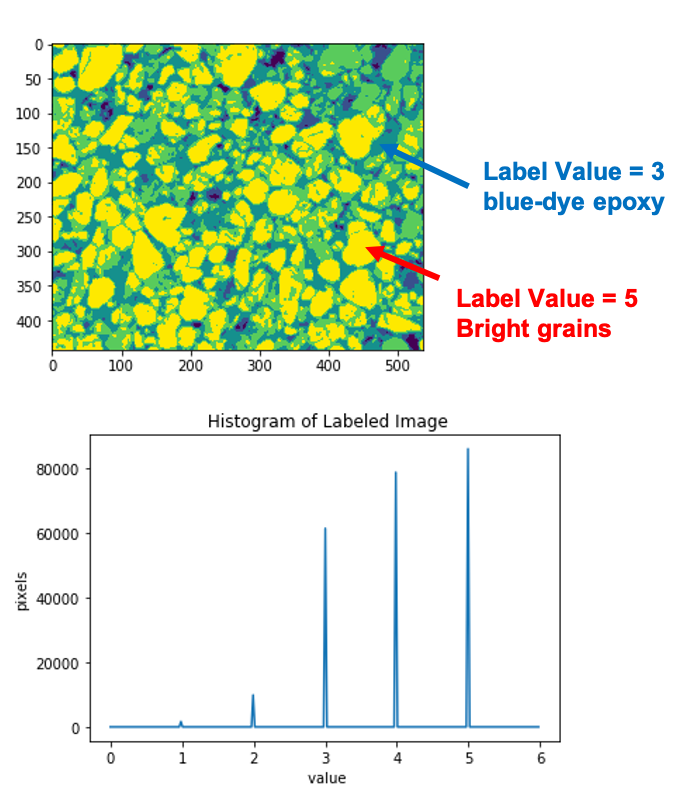 0
50
100
150
200
250
300
350
400
0 100 200 300 400 500
Label Value = 3
blue-dye epoxy
Label Value = 5
Bright grains
Histogram of Labeled Image
pixels
80000
60000
40000
20000
0
0 1 2 3 4 5 6
value